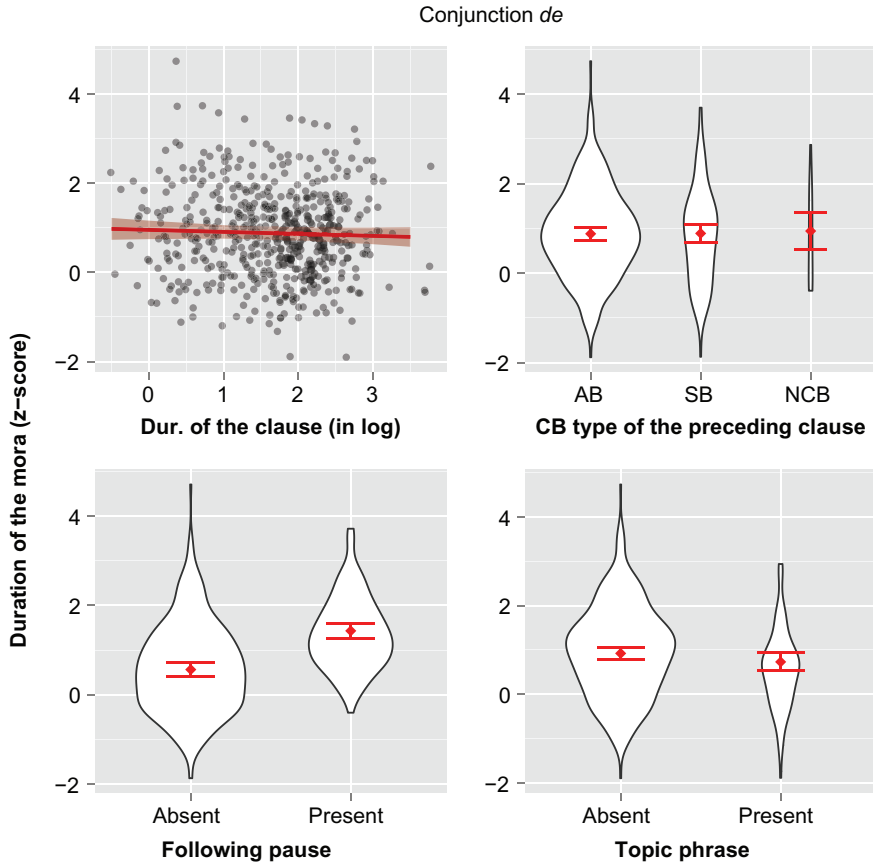 Conjunction de
Duration of the mora (z−score)
4
2
0
−2
0 1 2 3
Dur. of the clause (in log)
4
2
0
−2
AB SB NCB
CB type of the preceding clause
4
2
0
−2
Absent Present
Following pause
4
2
0
−2
Absent Present
Topic phrase